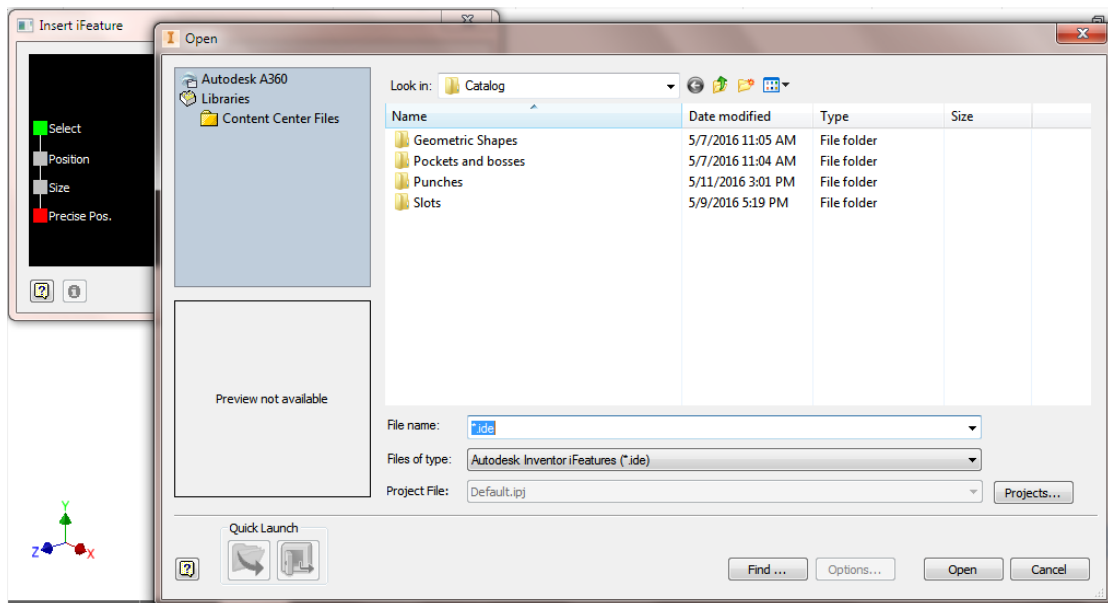 Insert iFeature
Select
Position
Size
Precise Pos.
Open
Autodesk A360
Libraries
Content Center Files
Look in: Catalog
Name Date modified Type Size
Geometric Shapes 5/7/2016 11:05 AM File folder
Pockets and bosses 5/7/2016 11:04 AM File folder
Punches 5/11/2016 3:01 PM File folder
Slots 5/9/2016 5:19 PM File folder
Preview not available
File name: *.ide
Files of type: Autodesk Inventor iFeatures (*.ide)
Project File: Default.ipj Projects...
Quick Launch
Find ... Options... Open Cancel
Y
Z X